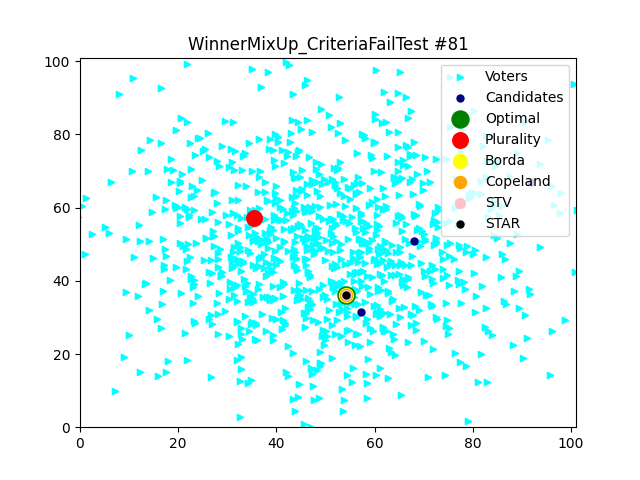 WinnerMixUp_CriteriaFailTest #81
100
80
60
40
20
0
0
20
40
60
80
100
Voters
Candidates
Optimal
Plurality
Borda
Copeland
STV
STAR